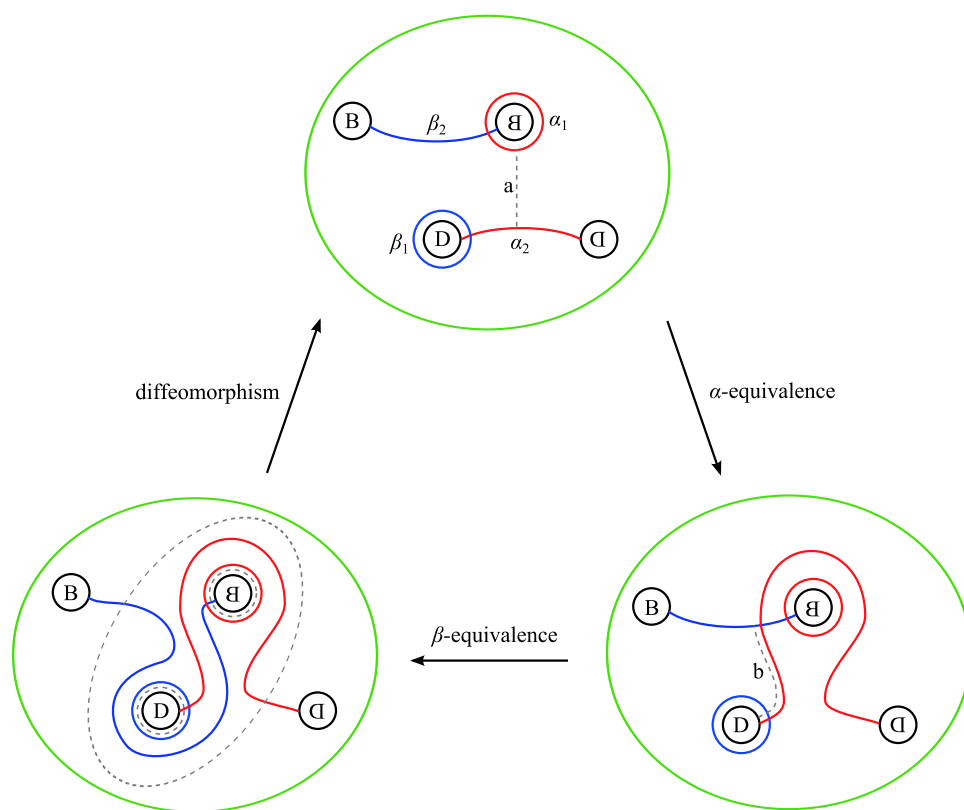 B
β₂
B
α₁
a
β₁
D
α₂
D
diffeomorphism
α-equivalence
B
B
D
D
β-equivalence
B
B
b
D
D